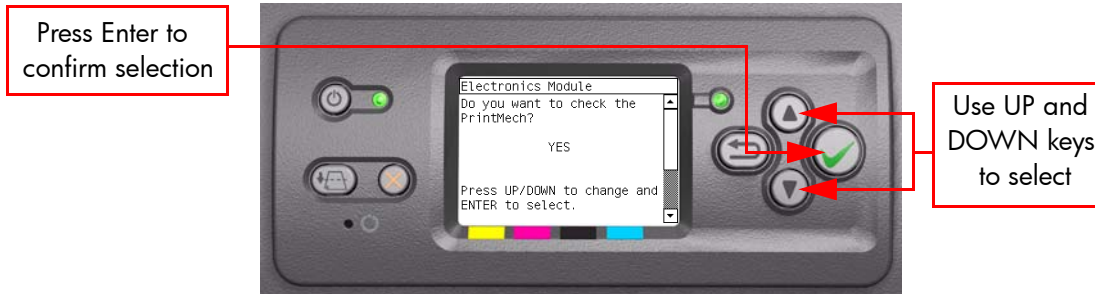 Press Enter to
confirm selection
Electronics Module
Do you want to check the
PrintMech?
YES
Press UP/DOWN to change and
ENTER to select.
Use UP and
DOWN keys
to select